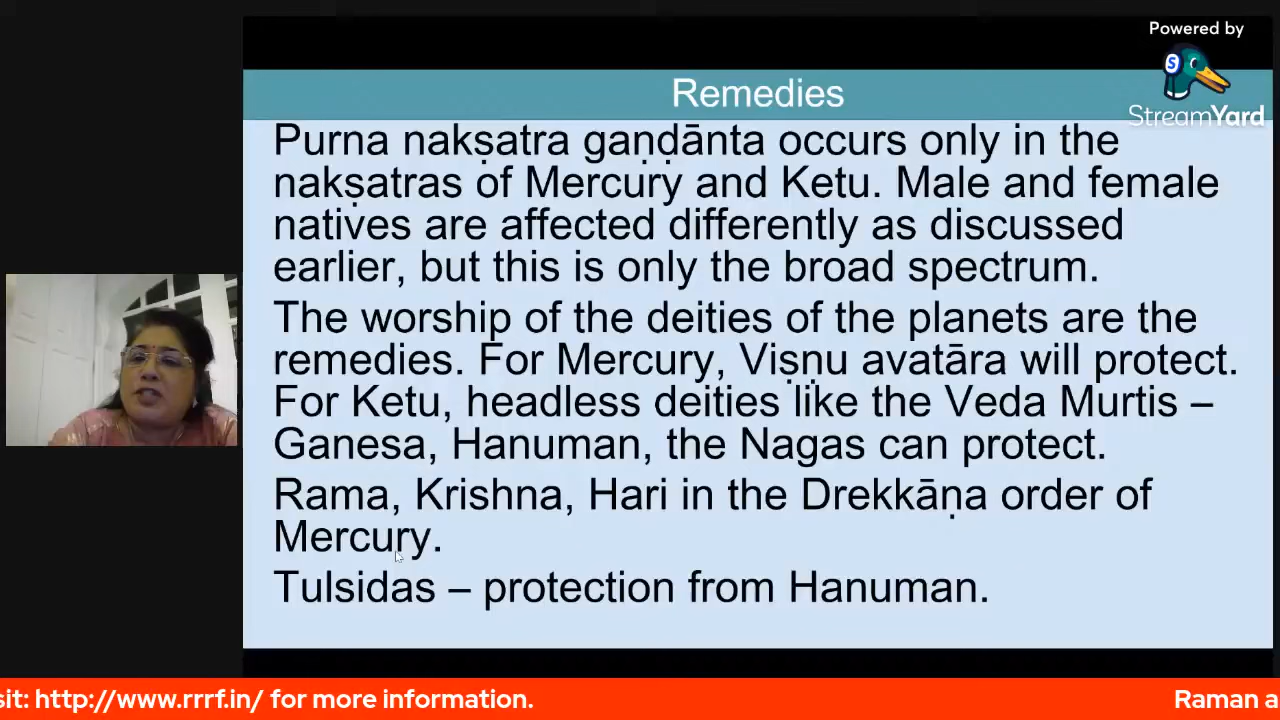 Powered by
StreamYard
Remedies
Purna nakṣatra gaṇḍānta occurs only in the
nakṣatras of Mercury and Ketu. Male and female
natives are affected differently as discussed
earlier, but this is only the broad spectrum.
The worship of the deities of the planets are the
remedies. For Mercury, Viṣṇu avatāra will protect.
For Ketu, headless deities like the Veda Murtis –
Ganesa, Hanuman, the Nagas can protect.
Rama, Krishna, Hari in the Drekkāṇa order of
Mercury.
Tulsidas – protection from Hanuman.
sit: http://www.rrrf.in/ for more information. Raman a